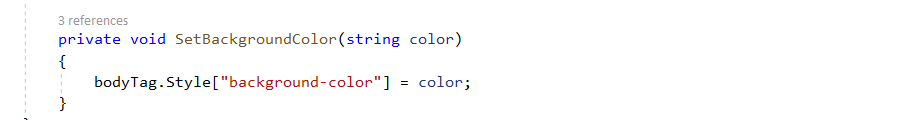 3 references
private void SetBackgroundColor(string color)
{
bodyTag.Style["background-color"] = color;
}